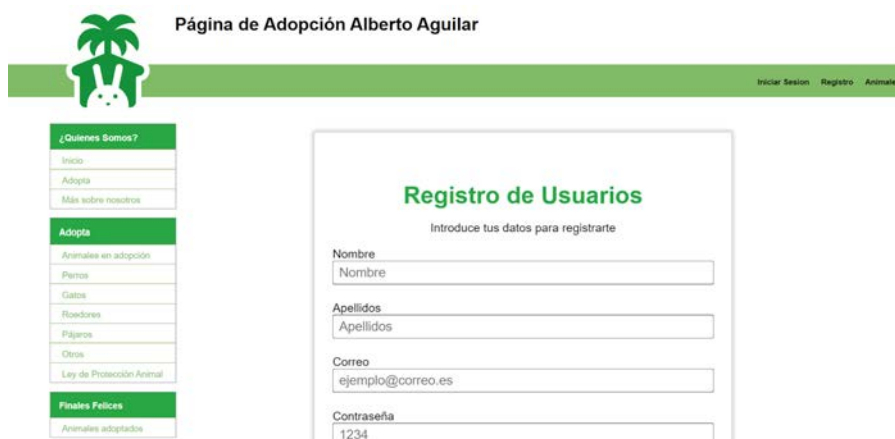 Página de Adopción Alberto Aguilar
Iniciar Sesion Registro Animale
¿Quienes Somos?
Inicio
Adopta
Más sobre nosotros
Adopta
Animales en adopción
Perros
Gatos
Roedores
Pájaros
Otros
Ley de Protección Animal
Finales Felices
Animales adoptados
Registro de Usuarios
Introduce tus datos para registrarte
Nombre
Nombre
Apellidos
Apellidos
Correo
ejemplo@correo.es
Contraseña
1234